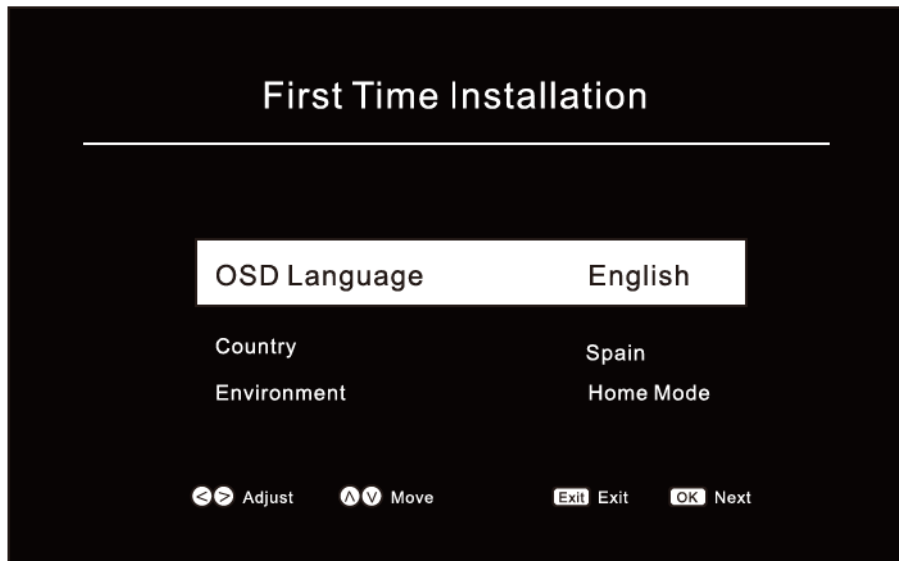 First Time Installation
OSD Language English
Country Spain
Environment Home Mode
< > Adjust ∧ ∨ Move Exit Exit OK Next